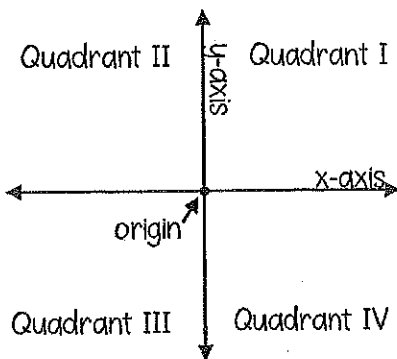 Quadrant II
Quadrant I
y-axis
x-axis
origin
Quadrant III
Quadrant IV